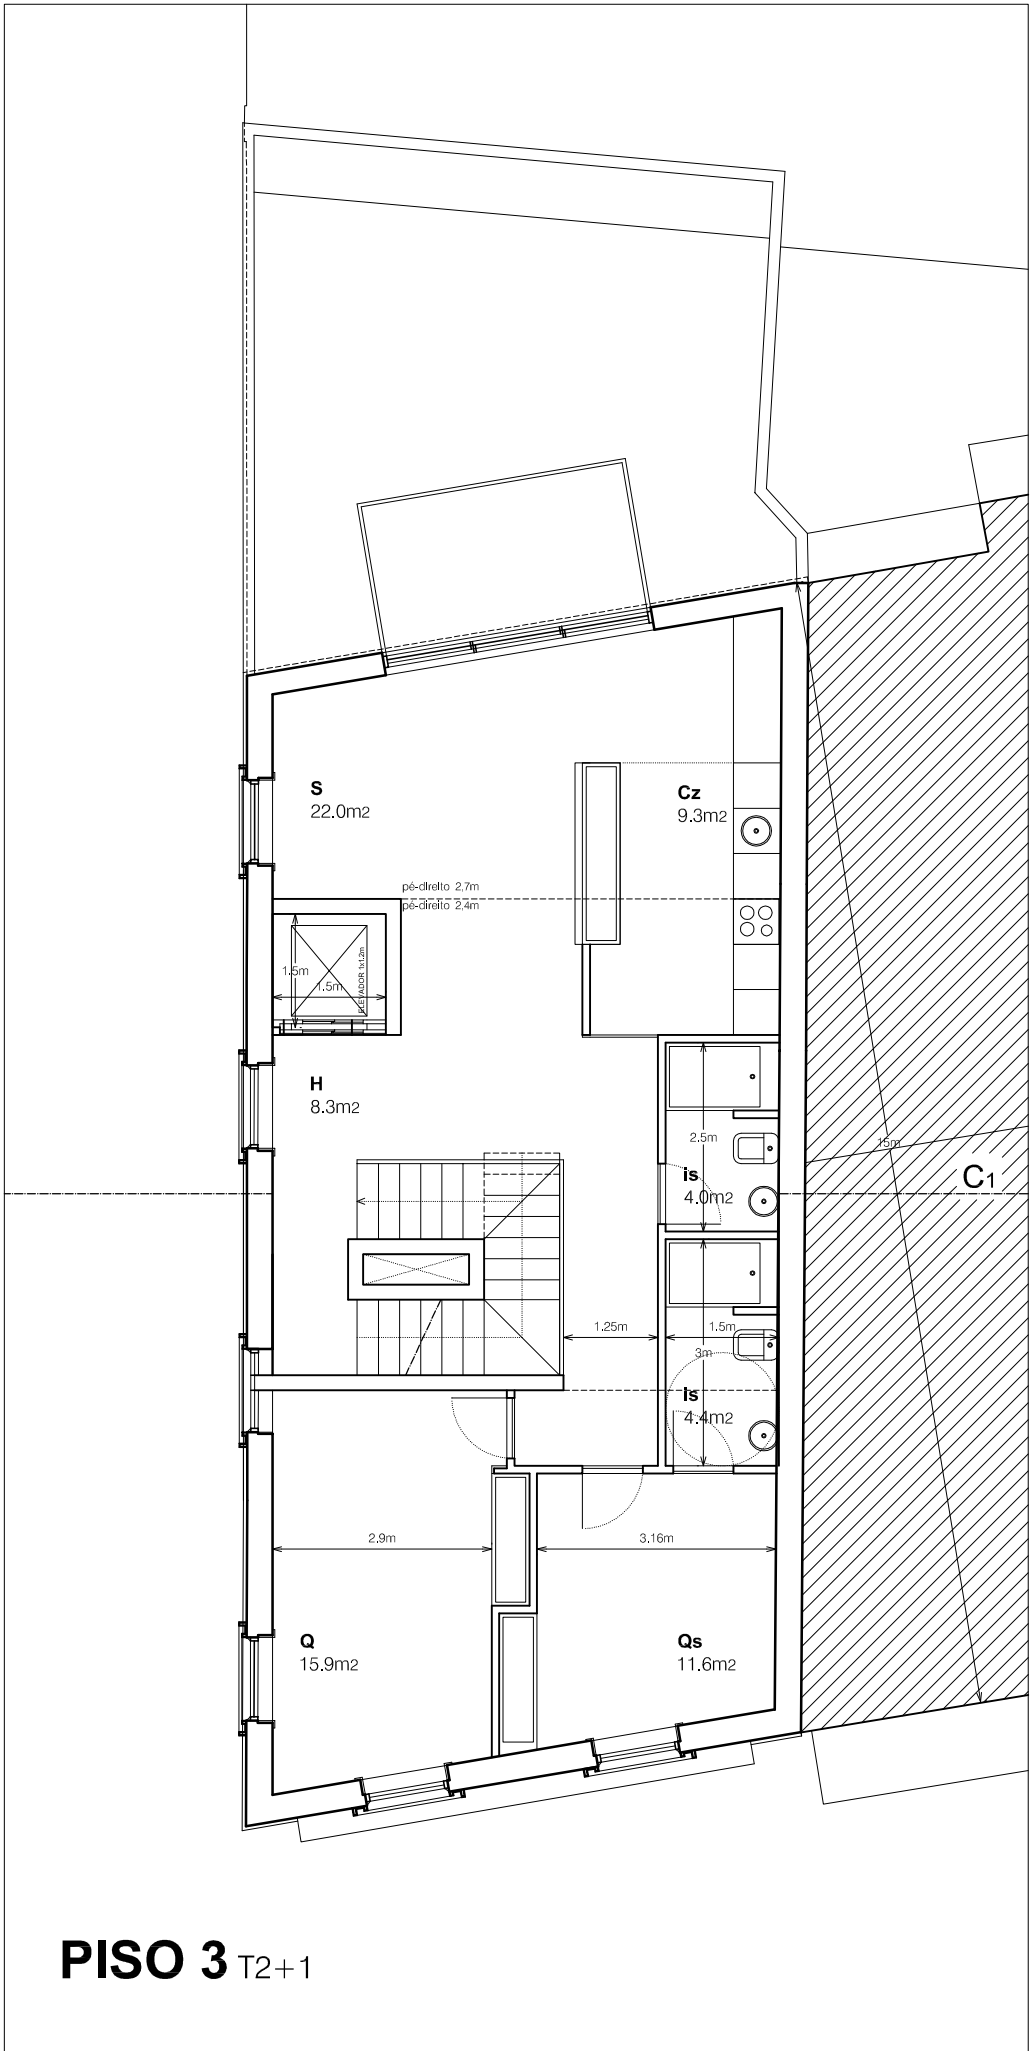 S
22.0m2
Cz
9.3m2
pé-direito 2,7m
pé-direito 2,4m
1.5m
1.5m
ELEVADOR 1x1.2m
H
8.3m2
2.5m
is
4.0m2
15m
C1
1.25m
1.5m
3m
is
4.4m2
2.9m
3.16m
Q
15.9m2
Qs
11.6m2
PISO 3 T2+1